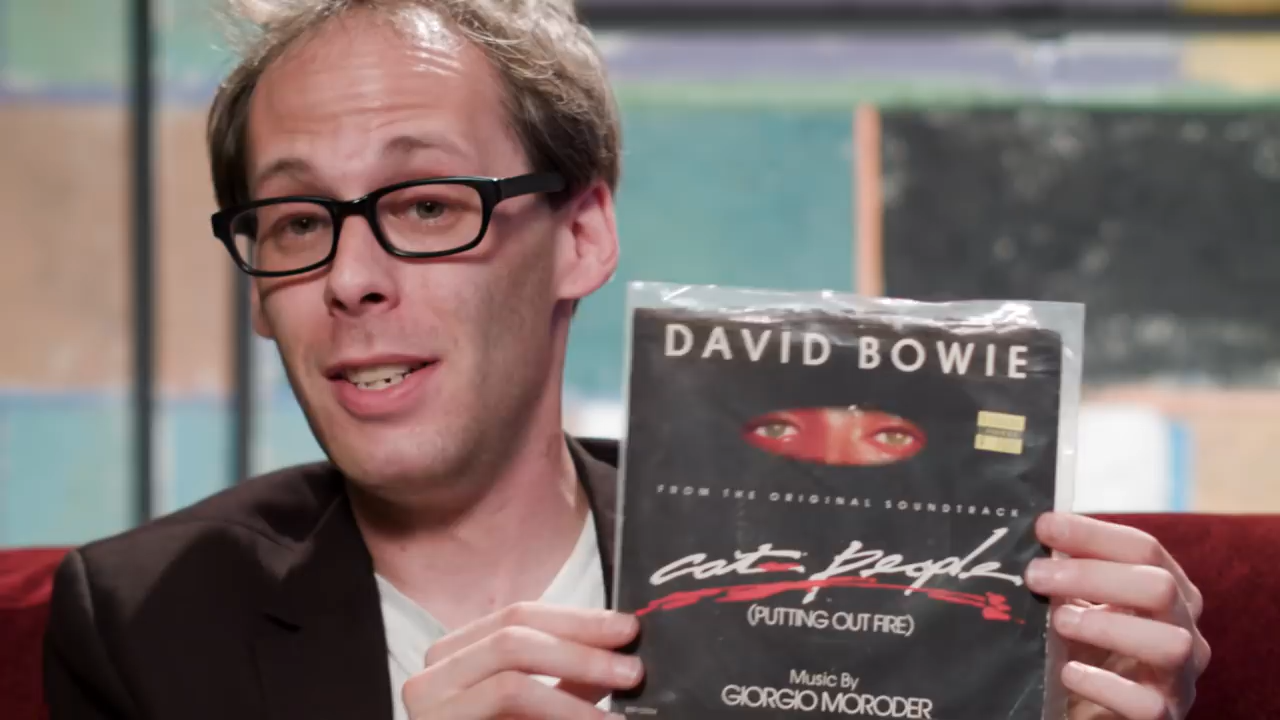 DAVID BOWIE
FROM THE ORIGINAL SOUNDTRACK
cat people
(PUTTING OUT FIRE)
Music By
GIORGIO MORODER